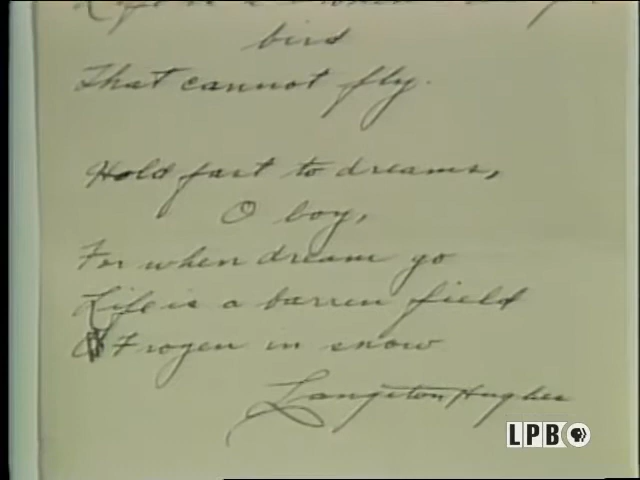 bird
That cannot fly.
Hold fast to dreams,
O boy,
For when dream go
Life is a barren field
Frozen in snow
Langston Hughes
LPB